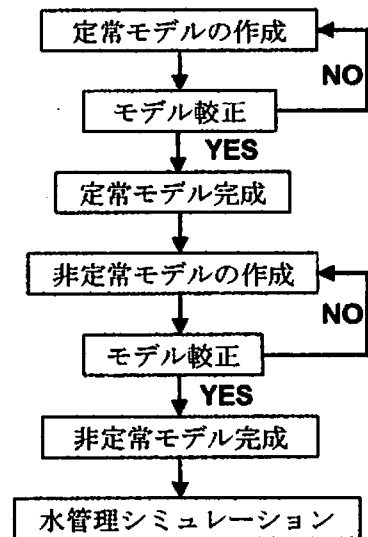 定常モデルの作成
NO
モデル較正
YES
定常モデル完成
非定常モデルの作成
NO
モデル較正
YES
非定常モデル完成
水管理シミュレーション